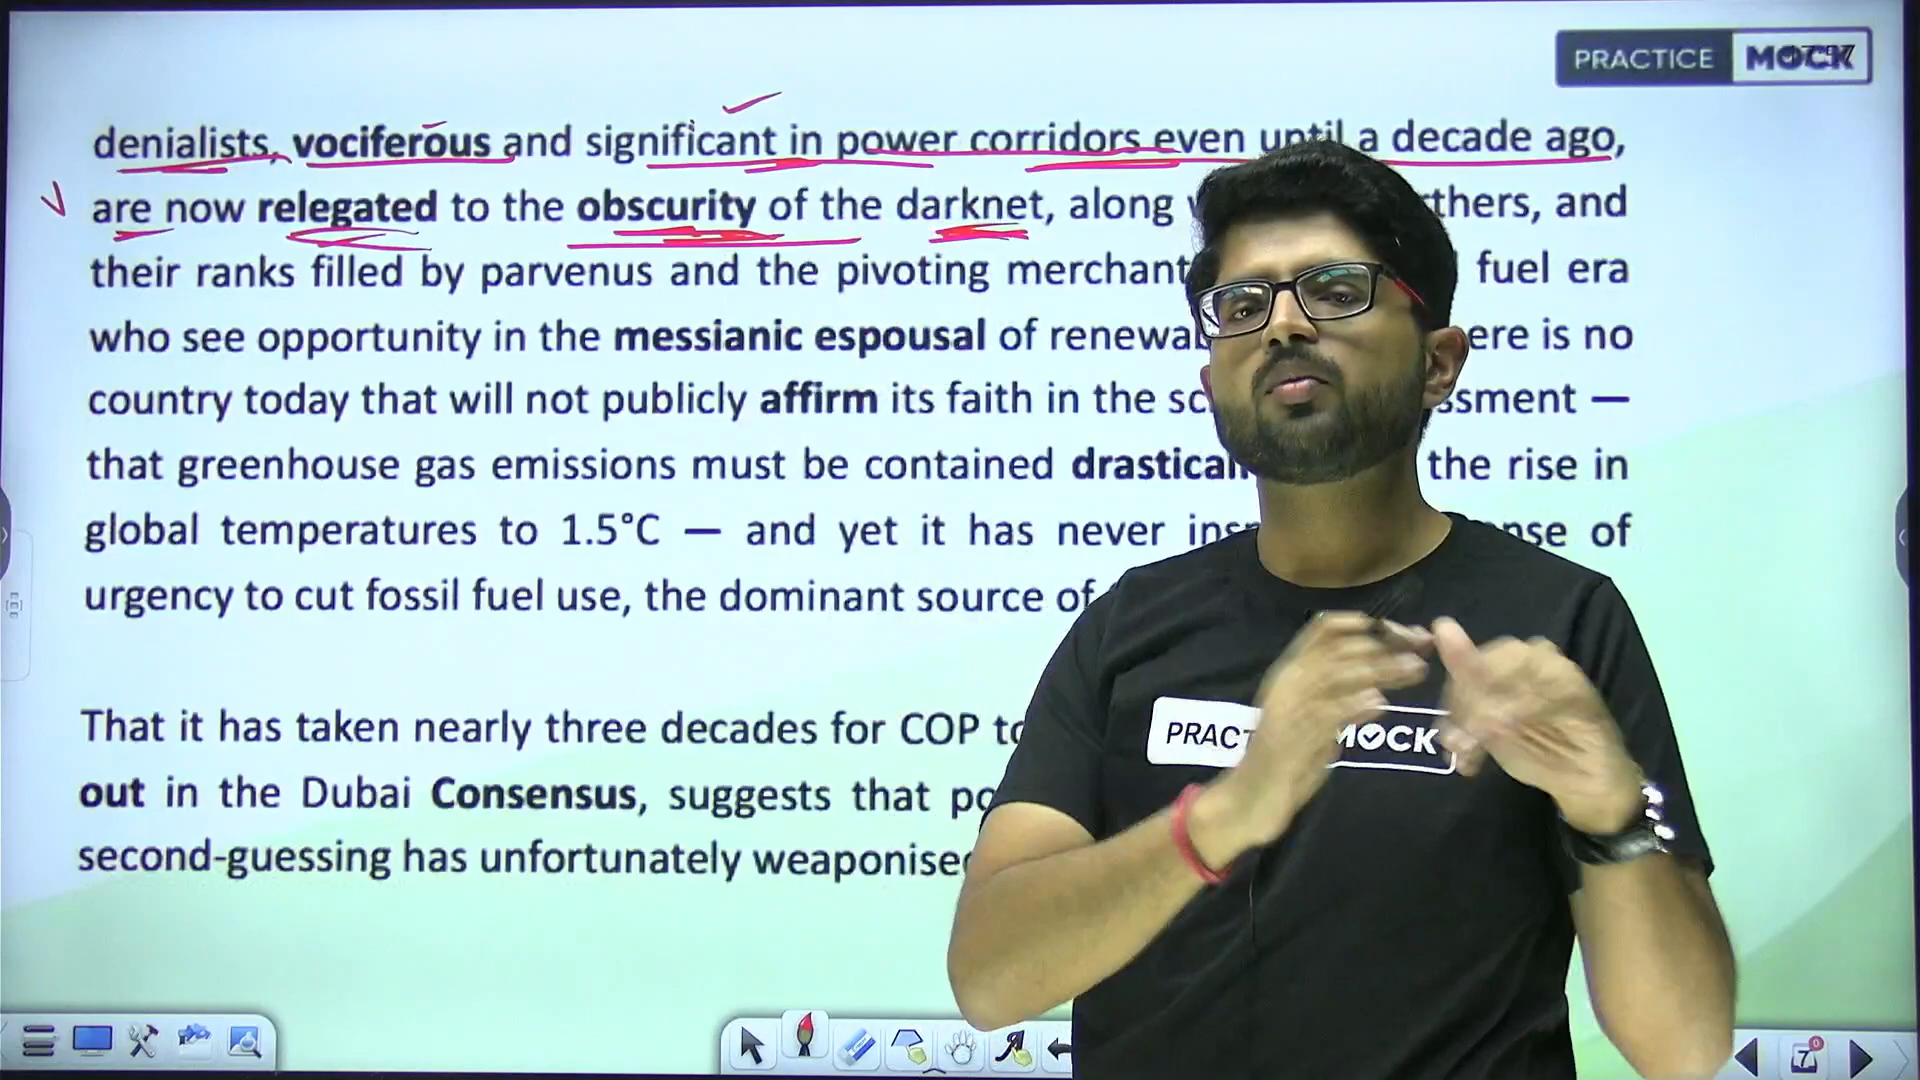 PRACTICE MOCK
denialists, vociferous and significant in power corridors even until a decade ago,
are now relegated to the obscurity of the darknet, along thers, and
their ranks filled by parvenus and the pivoting merchant fuel era
who see opportunity in the messianic espousal of renewa ere is no
country today that will not publicly affirm its faith in the sc ssment —
that greenhouse gas emissions must be contained drastical the rise in
global temperatures to 1.5°C — and yet it has never ins nse of
urgency to cut fossil fuel use, the dominant source of
That it has taken nearly three decades for COP to
out in the Dubai Consensus, suggests that po
second-guessing has unfortunately weaponised
PRACT MOCK
7
0